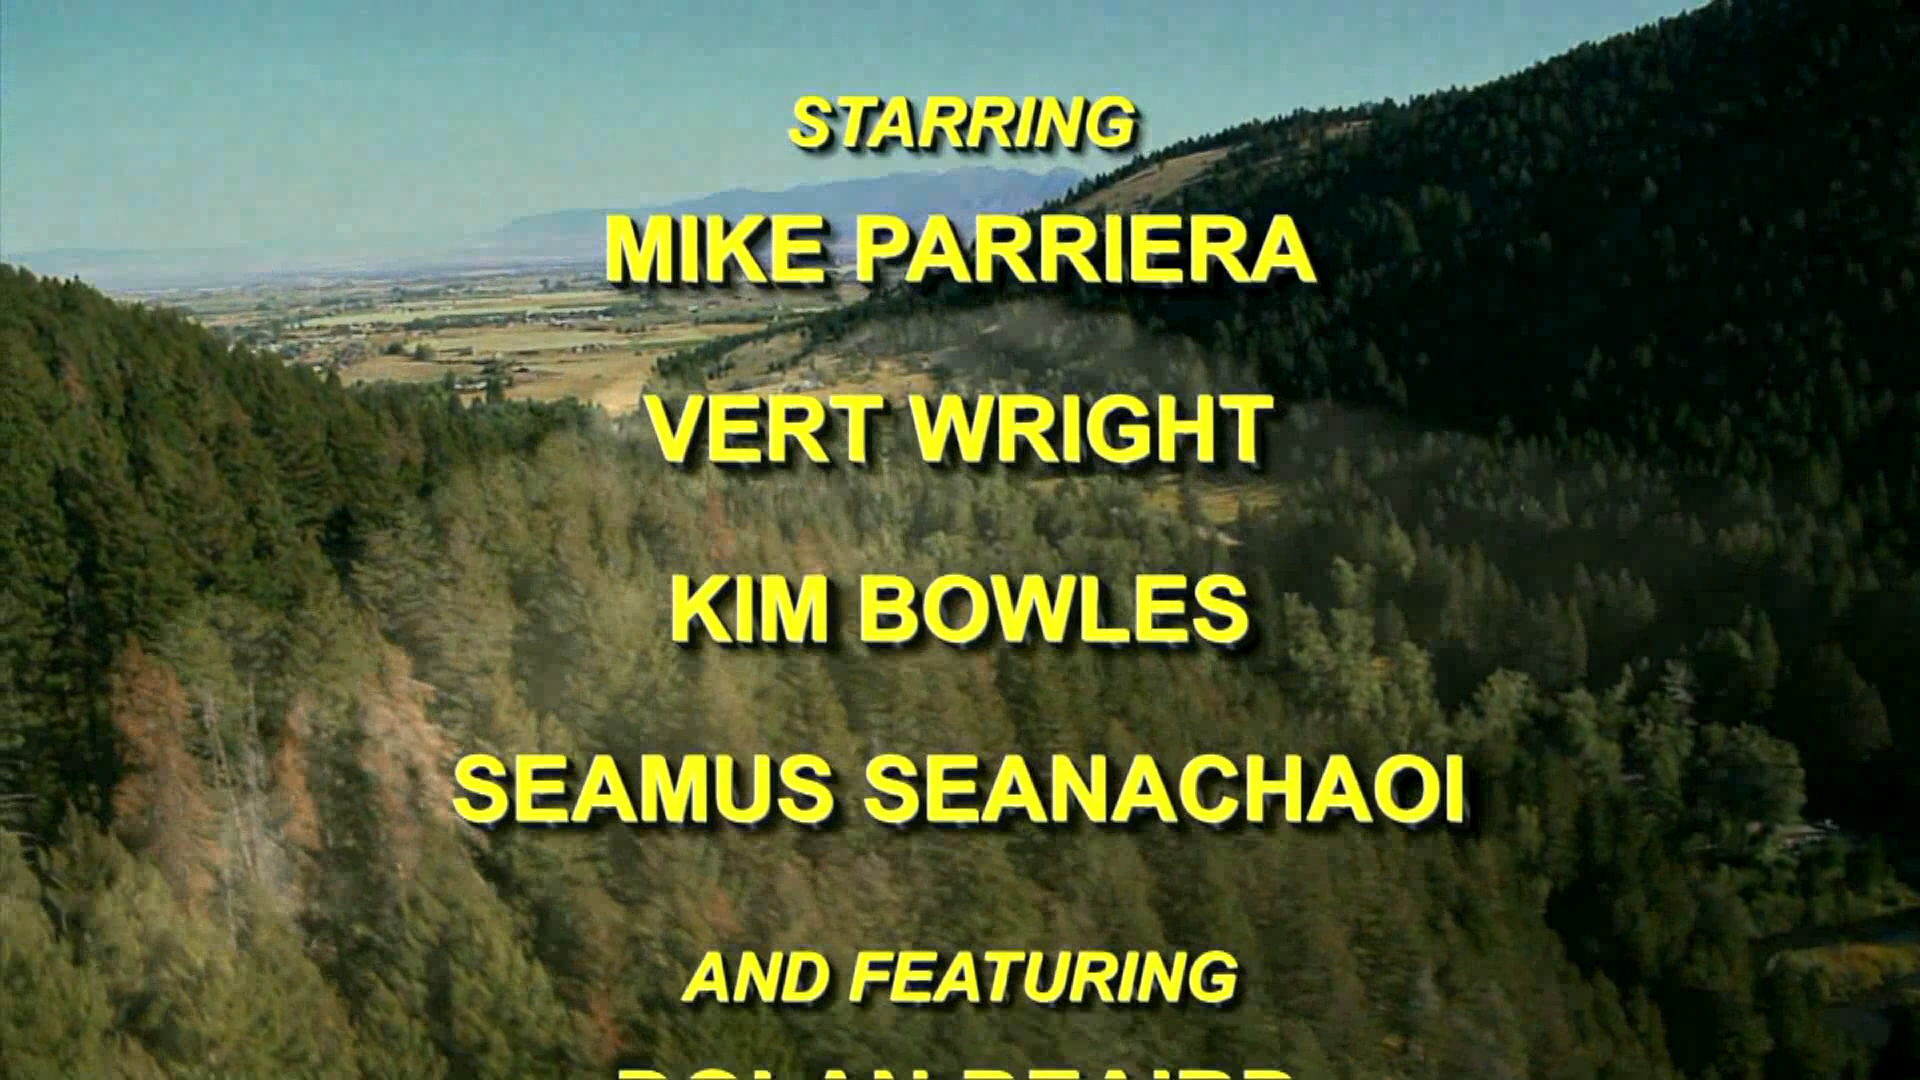 STARRING
MIKE PARRIERA
VERT WRIGHT
KIM BOWLES
SEAMUS SEANACHAOI
AND FEATURING